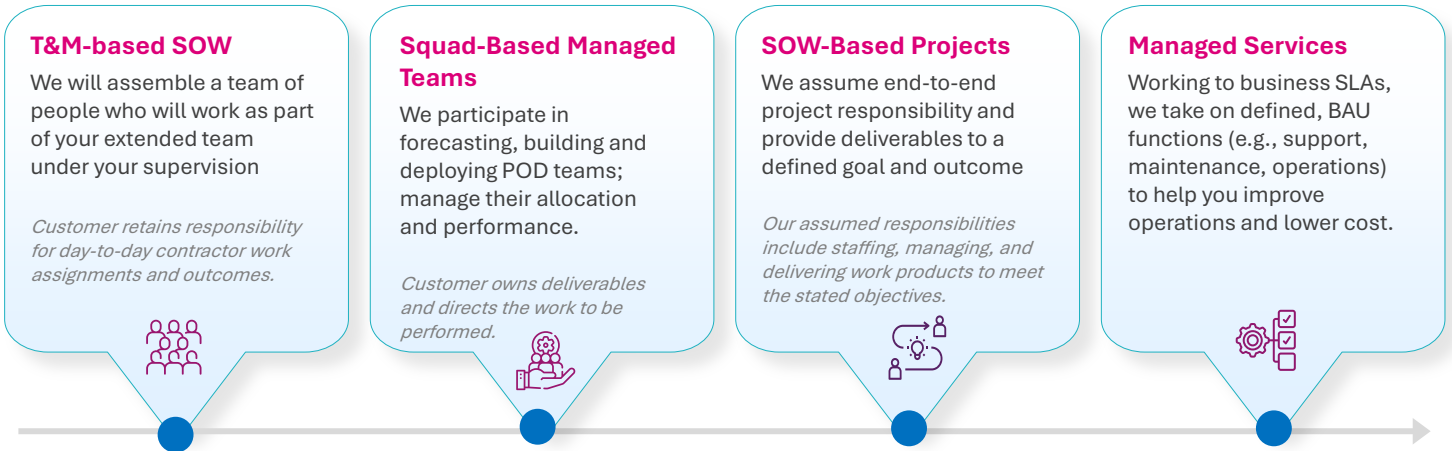 T&M-based SOW
We will assemble a team of
people who will work as part
of your extended team
under your supervision
Customer retains responsibility
for day-to-day contractor work
assignments and outcomes.
Squad-Based Managed
Teams
We participate in
forecasting, building and
deploying POD teams;
manage their allocation
and performance.
Customer owns deliverables
and directs the work to be
performed.
SOW-Based Projects
We assume end-to-end
project responsibility and
provide deliverables to a
defined goal and outcome
Our assumed responsibilities
include staffing, managing, and
delivering work products to meet
the stated objectives.
Managed Services
Working to business SLAs,
we take on defined, BAU
functions (e.g., support,
maintenance, operations)
to help you improve
operations and lower cost.